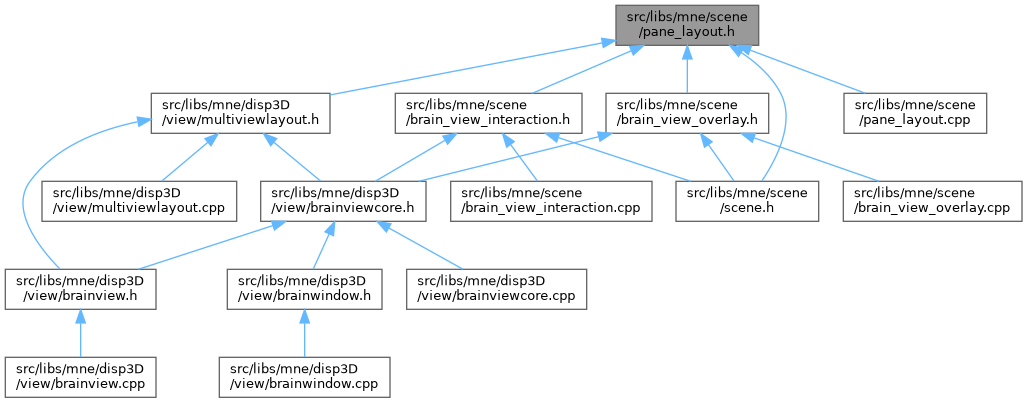 src/libs/mne/scene
/pane_layout.h
src/libs/mne/disp3D
/view/multiviewlayout.h
src/libs/mne/scene
/brain_view_interaction.h
src/libs/mne/scene
/brain_view_overlay.h
src/libs/mne/scene
/pane_layout.cpp
src/libs/mne/disp3D
/view/multiviewlayout.cpp
src/libs/mne/disp3D
/view/brainviewcore.h
src/libs/mne/scene
/brain_view_interaction.cpp
src/libs/mne/scene
/scene.h
src/libs/mne/scene
/brain_view_overlay.cpp
src/libs/mne/disp3D
/view/brainview.h
src/libs/mne/disp3D
/view/brainwindow.h
src/libs/mne/disp3D
/view/brainviewcore.cpp
src/libs/mne/disp3D
/view/brainview.cpp
src/libs/mne/disp3D
/view/brainwindow.cpp